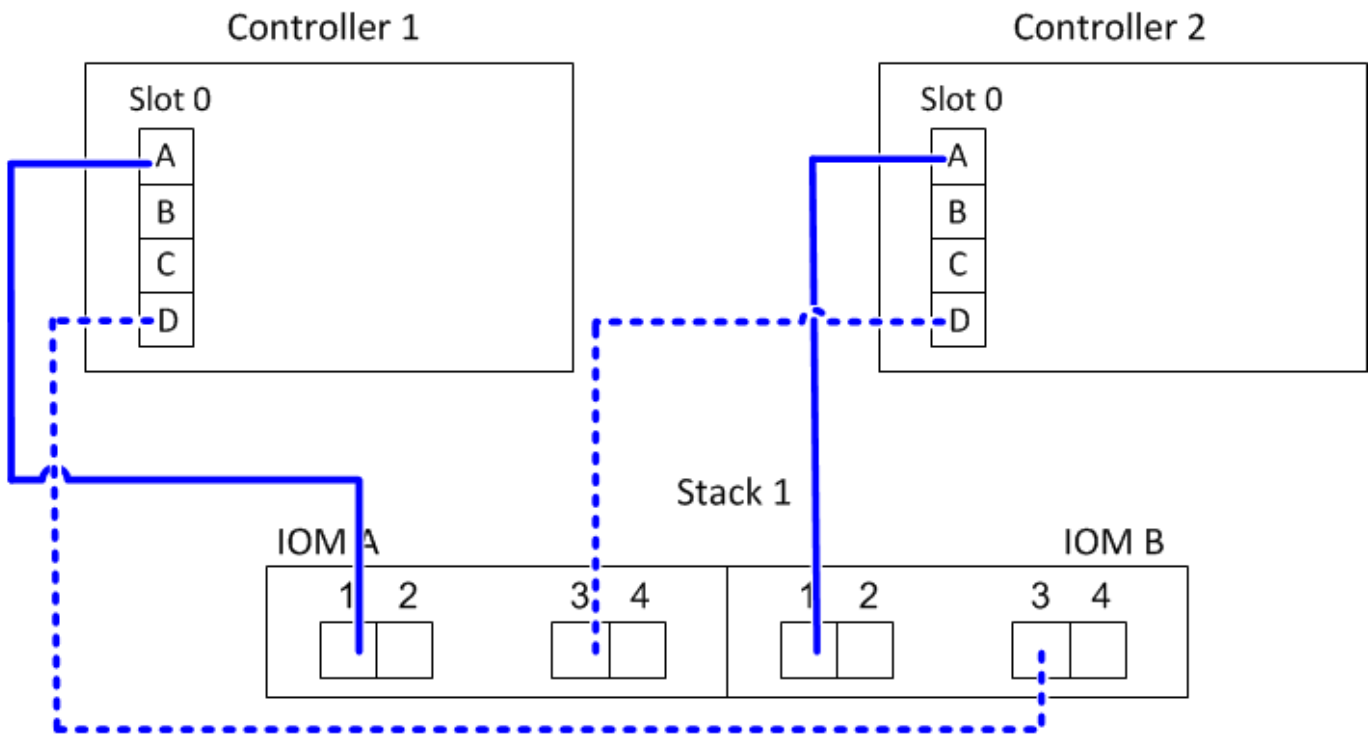 Controller 1
Controller 2
Slot 0
Slot 0
A
B
C
D
A
B
C
D
Stack 1
IOM A
IOM B
1 2 3 4 1 2 3 4